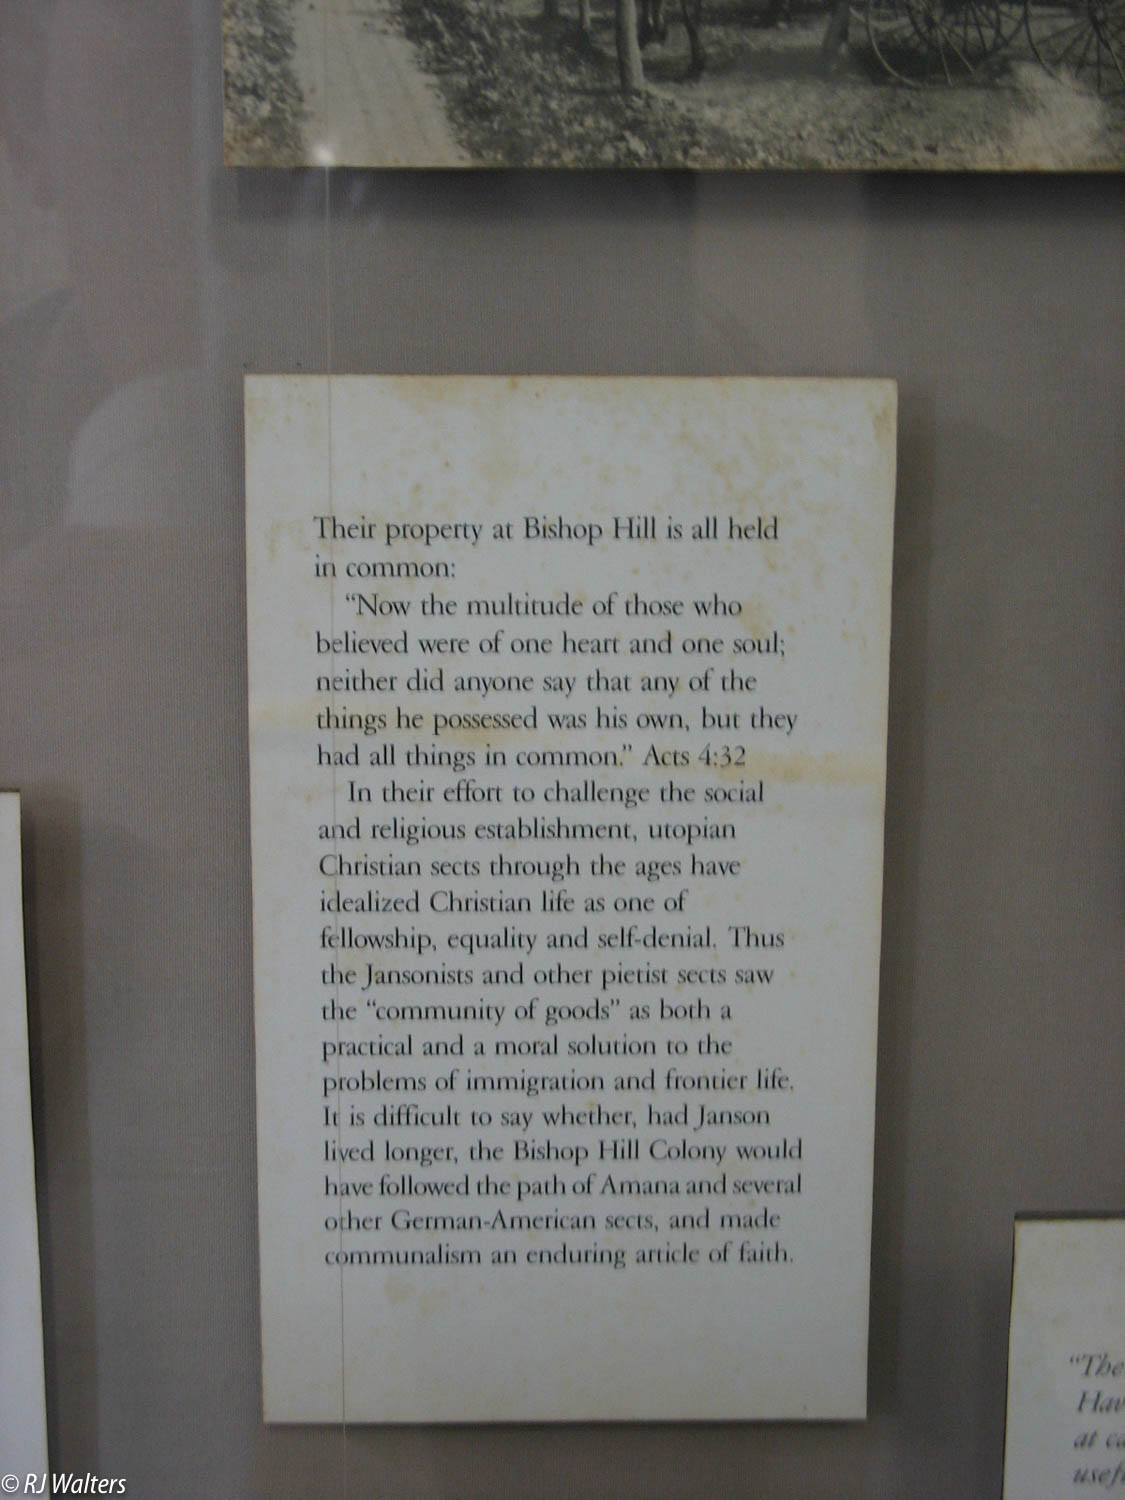 Their property at Bishop Hill is all held
in common:
“Now the multitude of those who
believed were of one heart and one soul;
neither did anyone say that any of the
things he possessed was his own, but they
had all things in common.” Acts 4:32
In their effort to challenge the social
and religious establishment, utopian
Christian sects through the ages have
idealized Christian life as one of
fellowship, equality and self-denial. Thus
the Jansonists and other pietist sects saw
the “community of goods” as both a
practical and a moral solution to the
problems of immigration and frontier life.
It is difficult to say whether, had Janson
lived longer, the Bishop Hill Colony would
have followed the path of Amana and several
other German-American sects, and made
communalism an enduring article of faith.
“The
Hav
at
usef
© RJ Walters